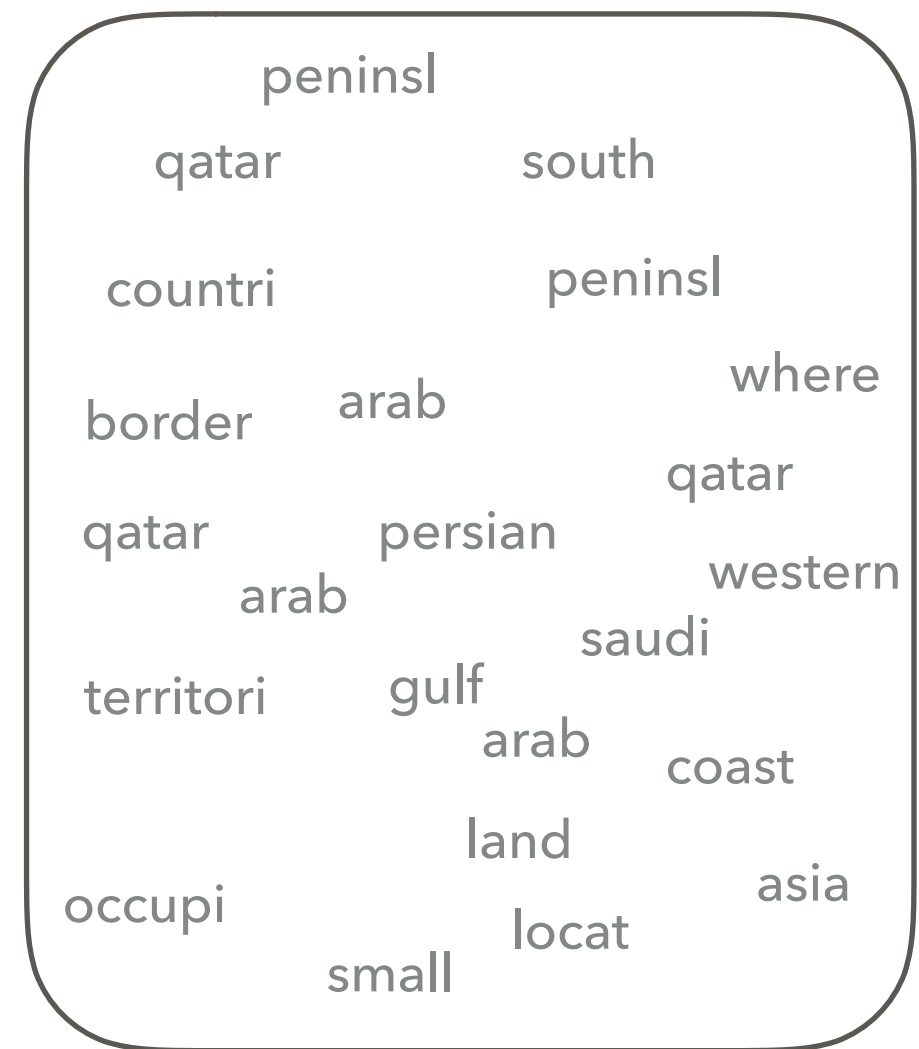 peninsl
qatar south
countri peninsl
where
border arab
qatar
qatar persian
western
arab
saudi
territori gulf
arab
coast
land
asia
occupi
locat
small